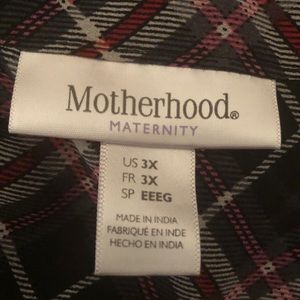 Motherhood®
MATERNITY
US 3X
FR 3X
SP EEEG
MADE IN INDIA
FABRIQUÉ EN INDE
HECHO EN INDIA